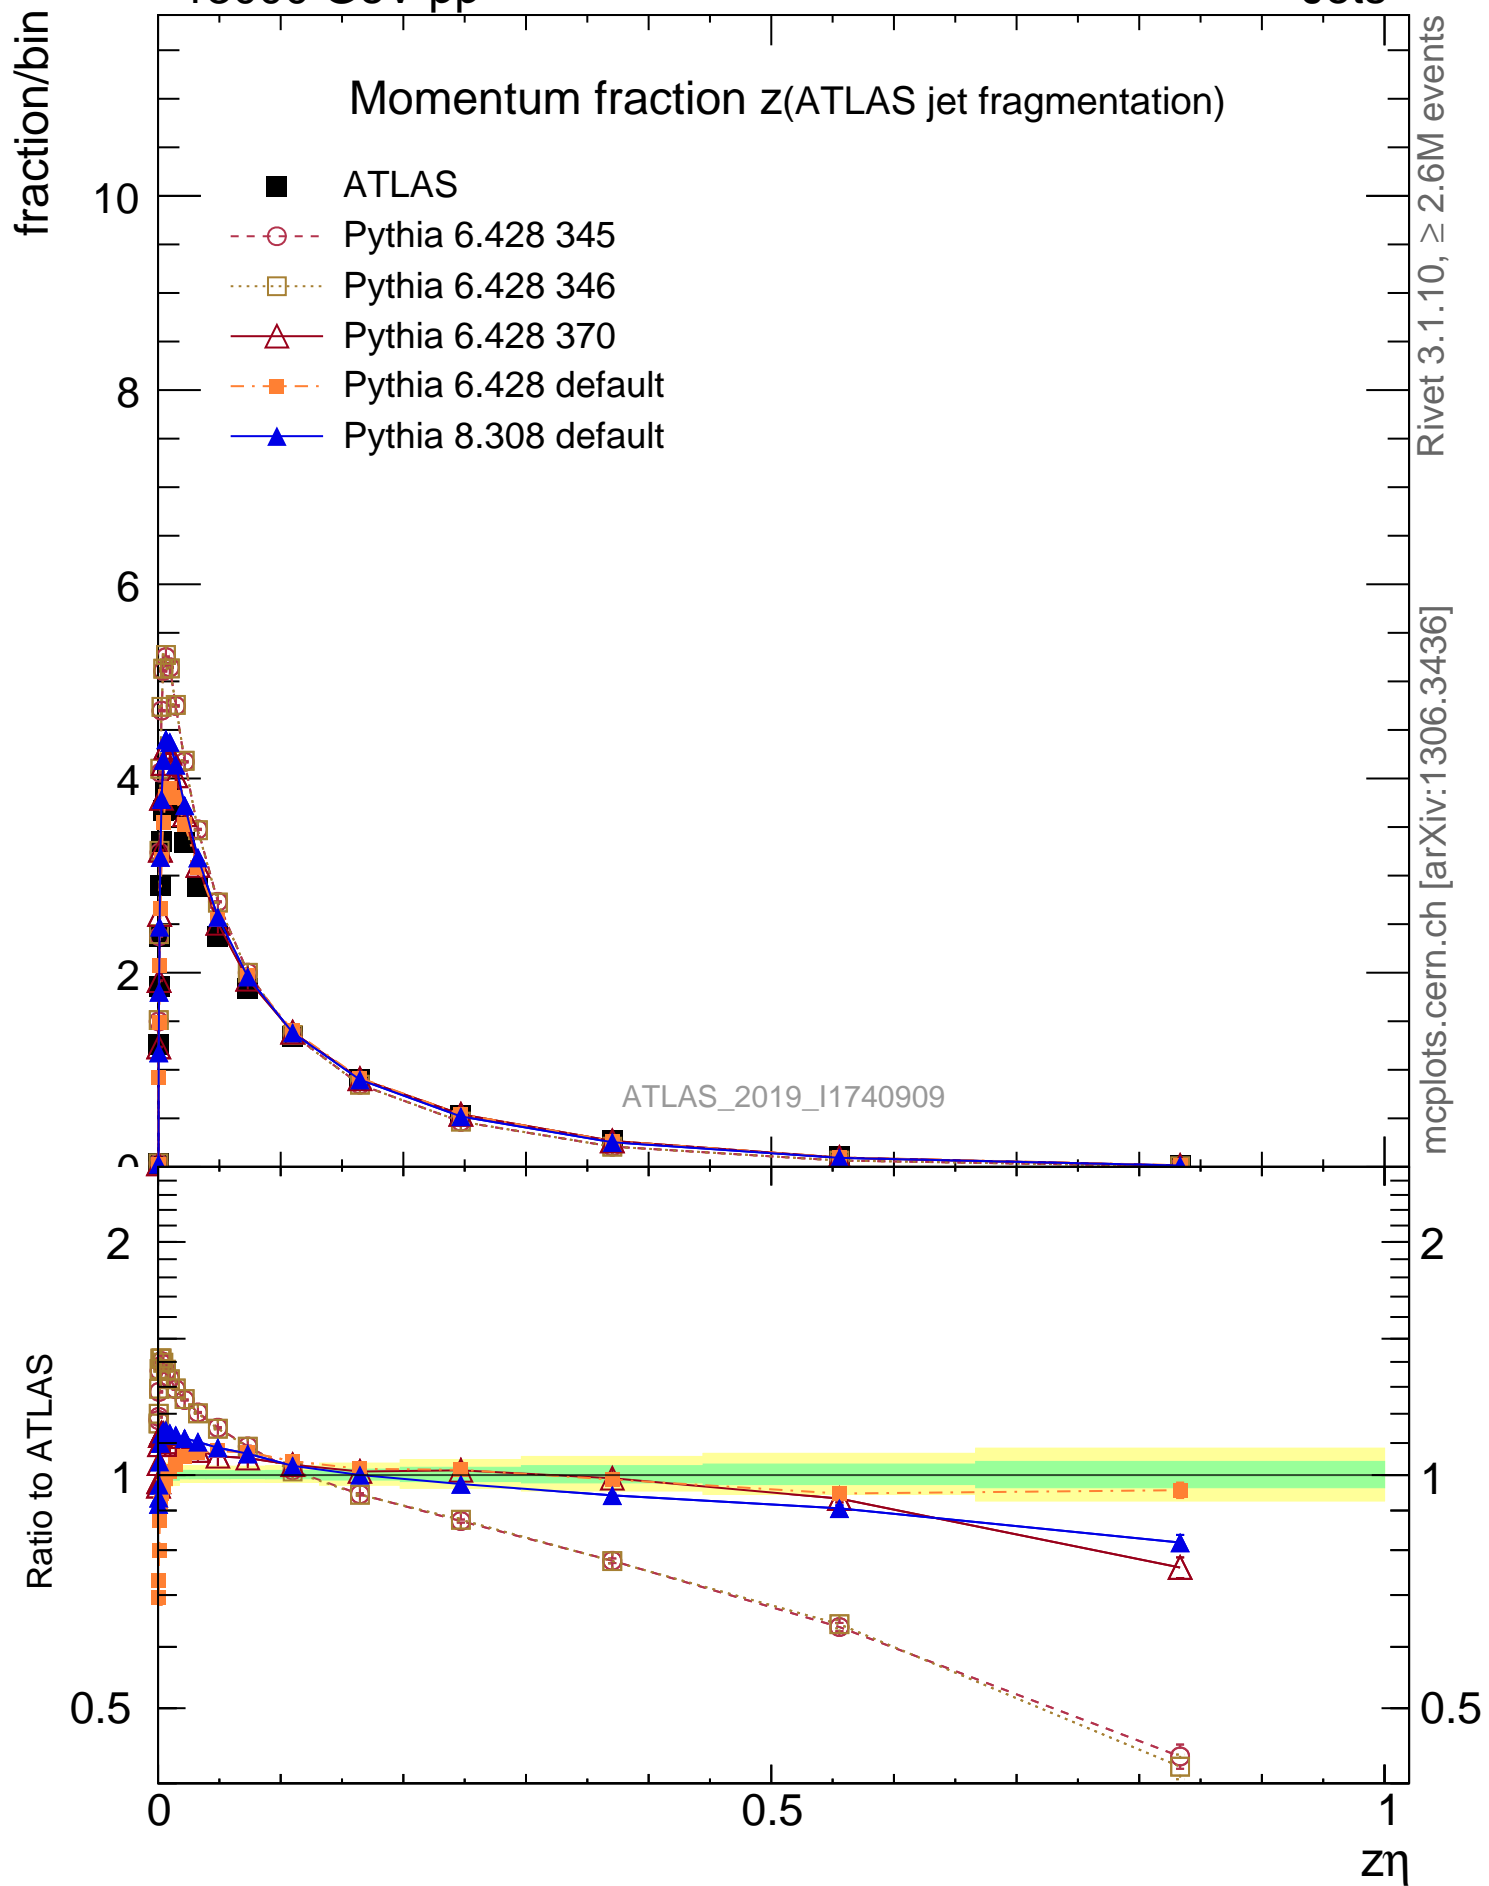 fraction/bin
Momentum fraction z(ATLAS jet fragmentation)
ATLAS
Pythia 6.428 345
Pythia 6.428 346
Pythia 6.428 370
Pythia 6.428 default
Pythia 8.308 default
10
8
6
4
2
0
ATLAS_2019_I1740909
Rivet 3.1.10, ≥ 2.6M events
mcplots.cern.ch [arXiv:1306.3436]
Ratio to ATLAS
2
1
0.5
2
1
0.5
0
0.5
1
zη